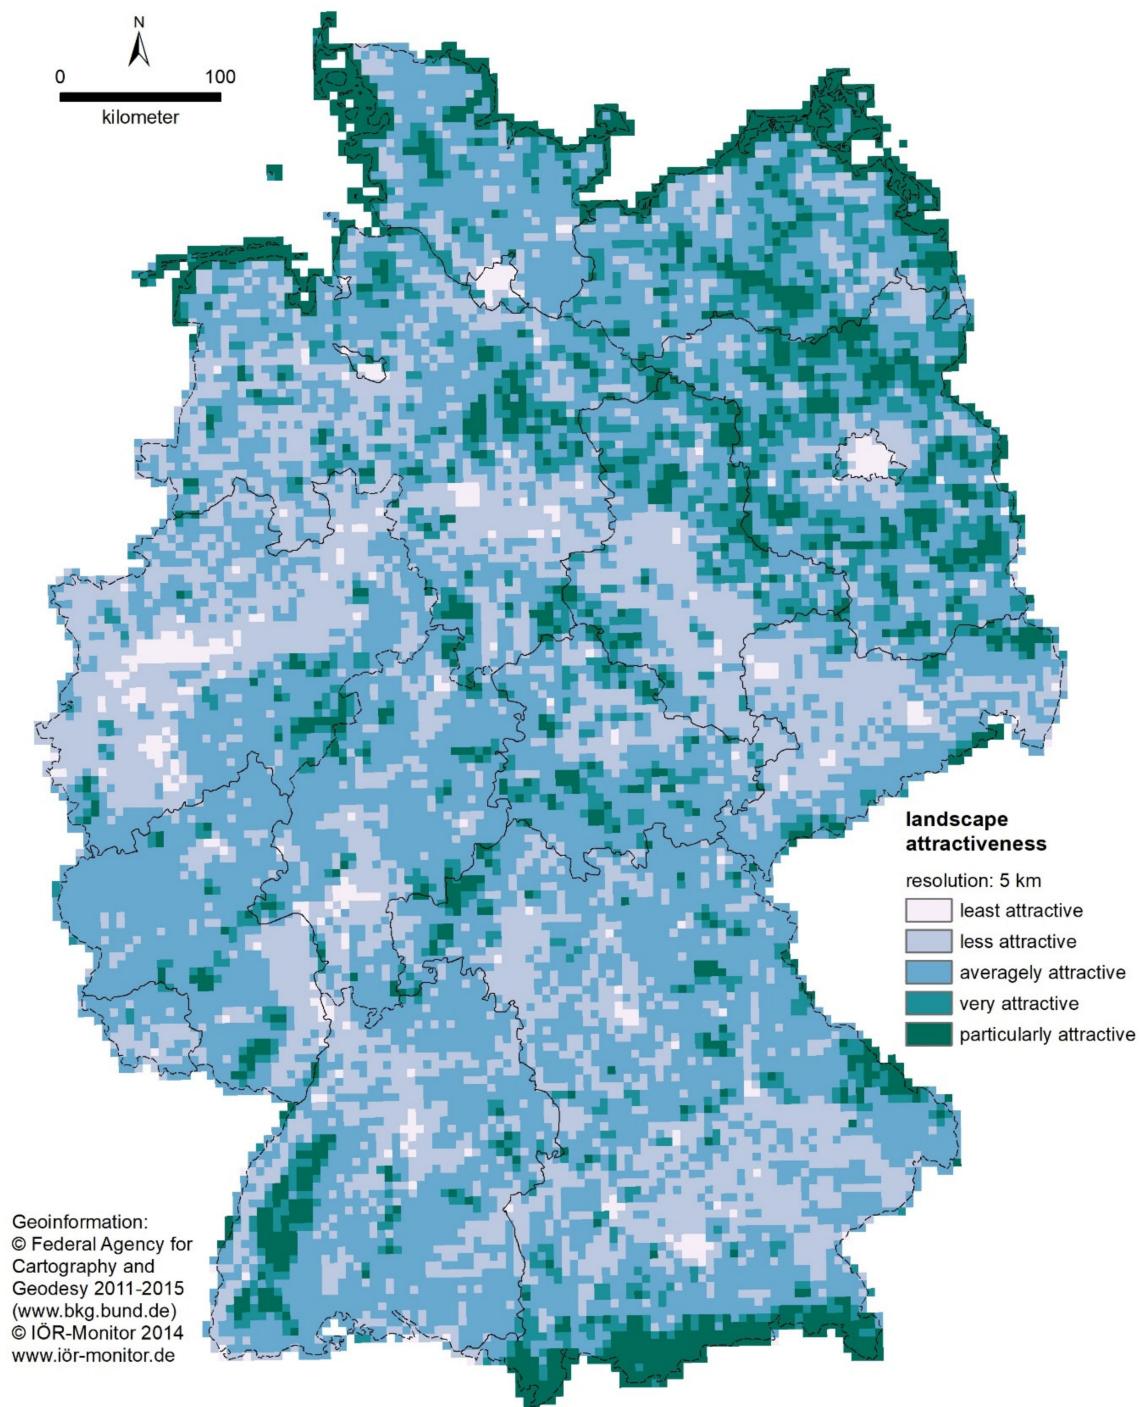 N
0 100
kilometer
landscape
attractiveness
resolution: 5 km
least attractive
less attractive
averagely attractive
very attractive
particularly attractive
Geoinformation:
© Federal Agency for
Cartography and
Geodesy 2011-2015
(www.bkg.bund.de)
© IÖR-Monitor 2014
www.iör-monitor.de